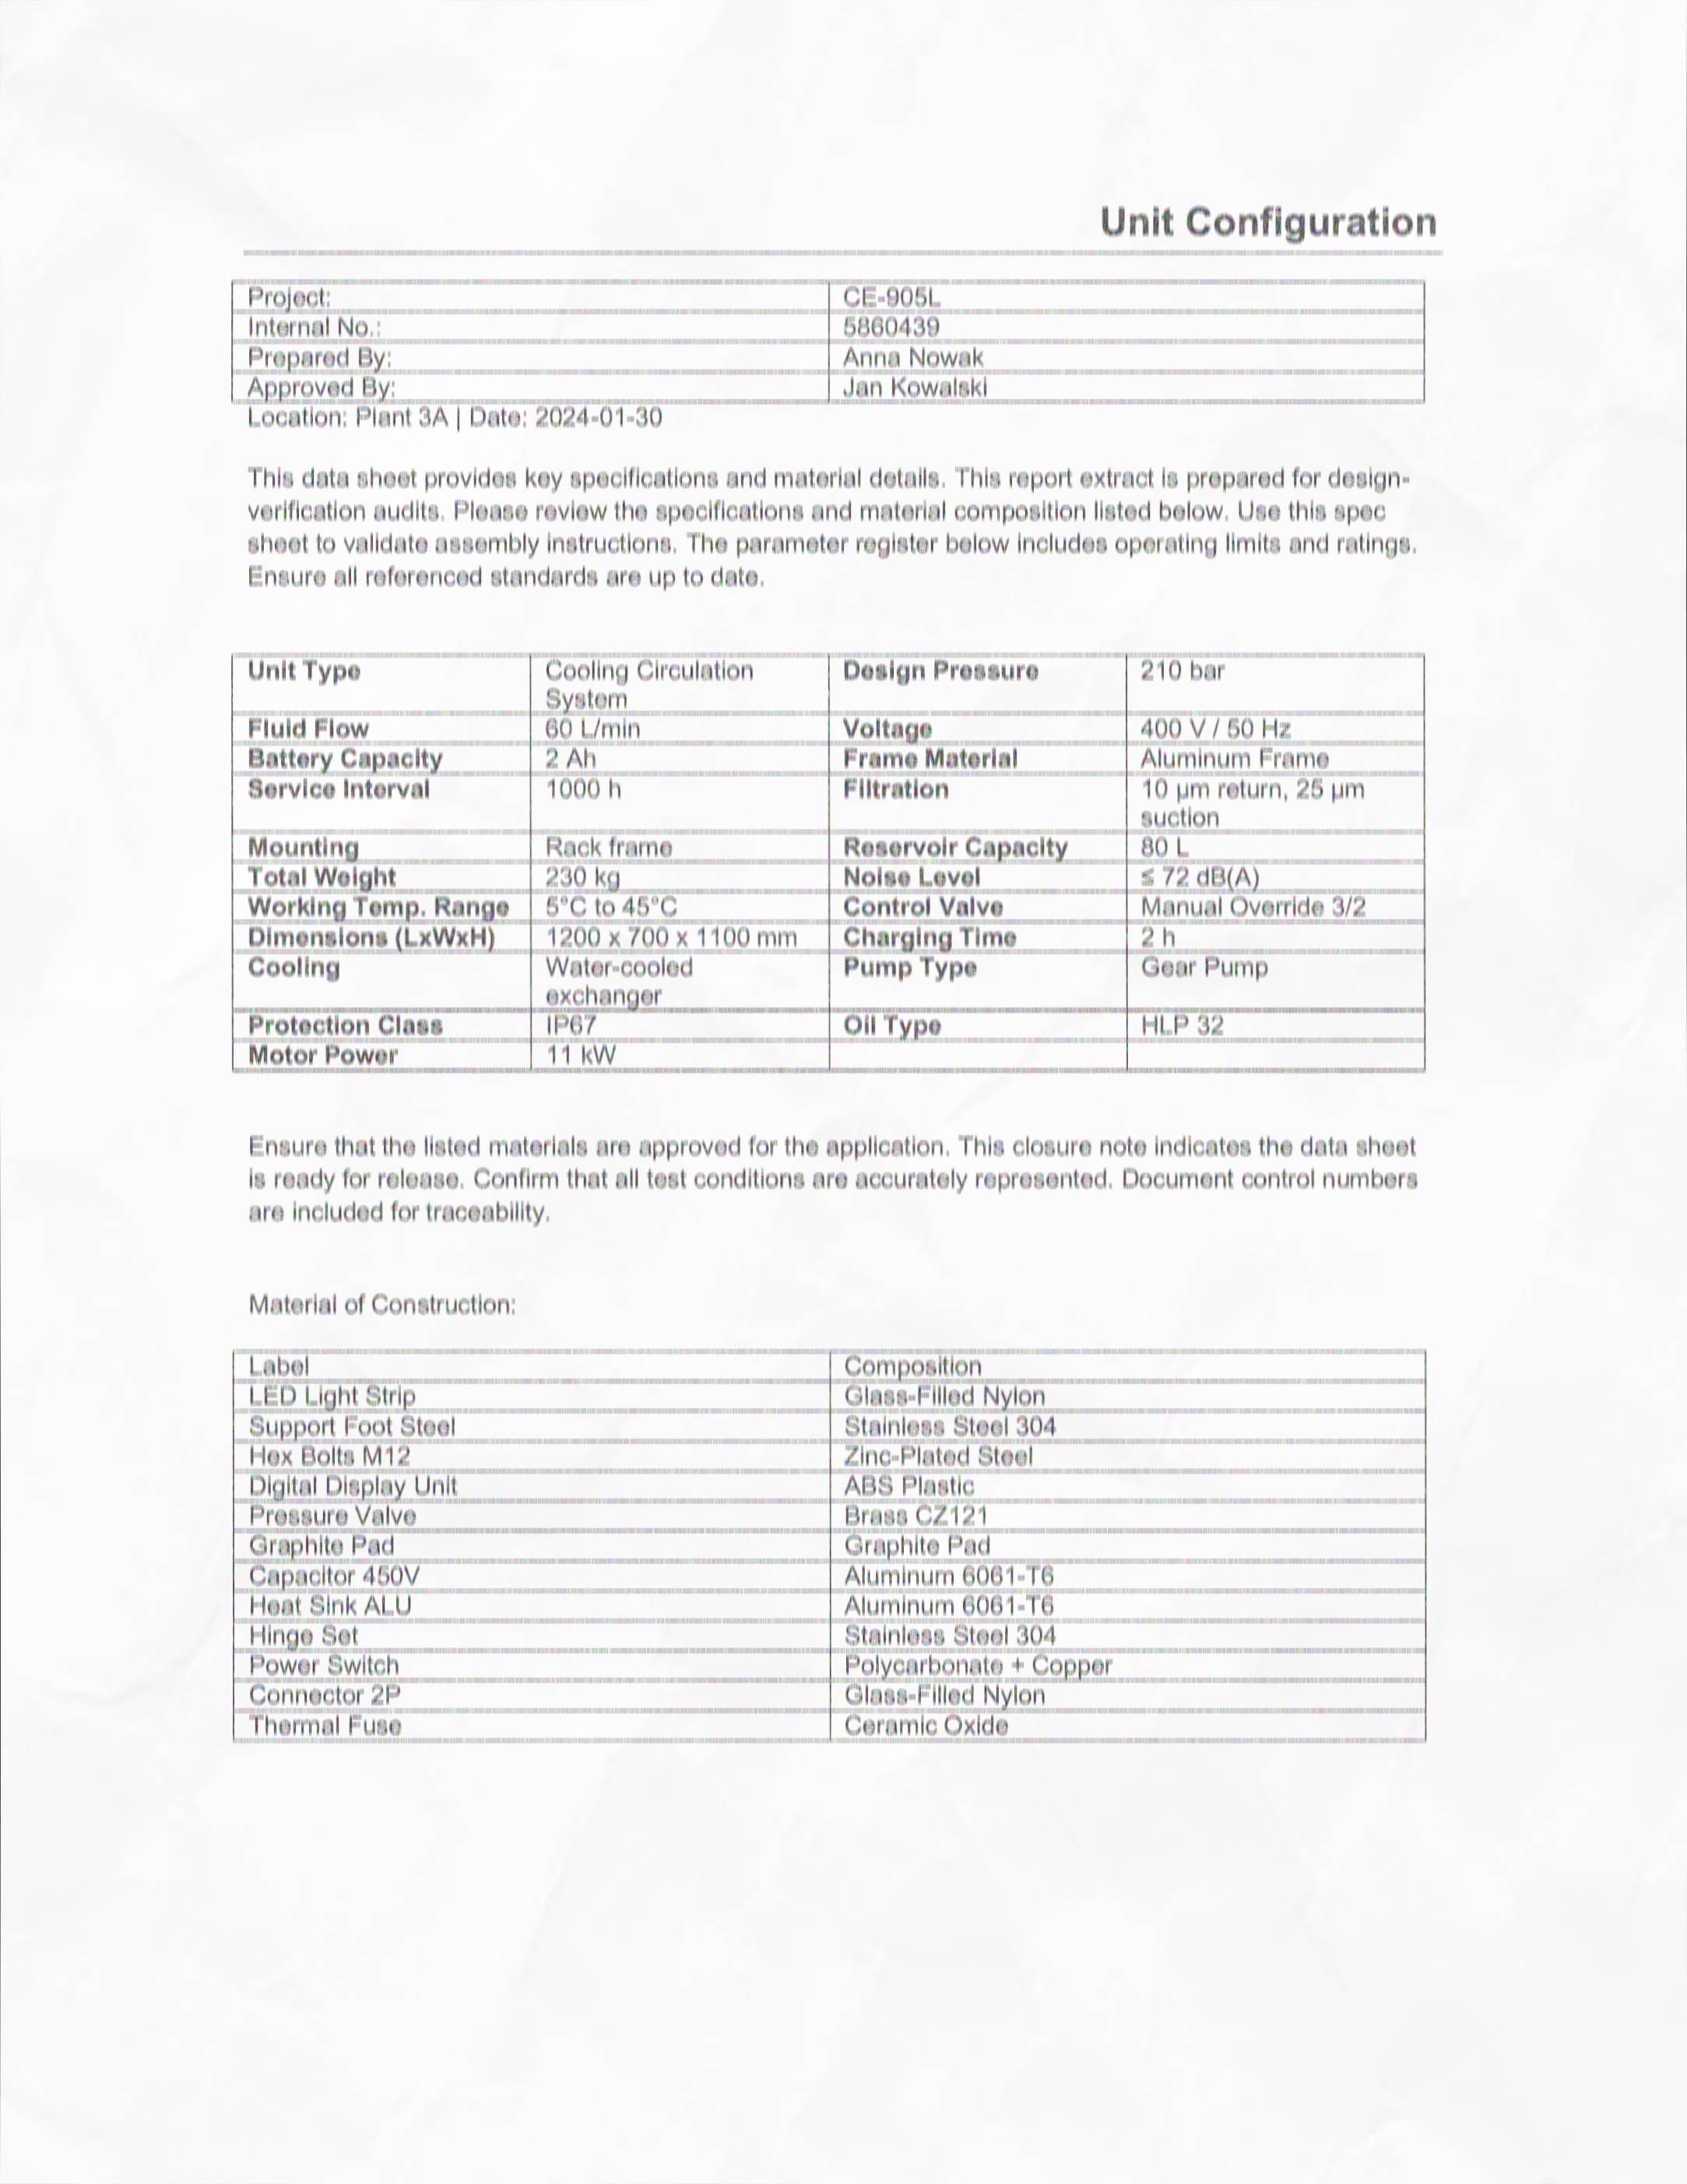 Unit Configuration
Project: CE-905L
Internal No.: 5860439
Prepared By: Anna Nowak
Approved By: Jan Kowalski
Location: Plant 3A | Date: 2024-01-30
This data sheet provides key specifications and material details. This report extract is prepared for design-
verification audits. Please review the specifications and material composition listed below. Use this spec
sheet to validate assembly instructions. The parameter register below includes operating limits and ratings.
Ensure all referenced standards are up to date.
Unit Type Cooling Circulation Design Pressure 210 bar
System
Fluid Flow 60 L/min Voltage 400 V / 50 Hz
Battery Capacity 2 Ah Frame Material Aluminum Frame
Service Interval 1000 h Filtration 10 µm return, 25 µm
suction
Mounting Rack frame Reservoir Capacity 80 L
Total Weight 230 kg Noise Level ≤ 72 dB(A)
Working Temp. Range 5°C to 45°C Control Valve Manual Override 3/2
Dimensions (LxWxH) 1200 x 700 x 1100 mm Charging Time 2 h
Cooling Water-cooled Pump Type Gear Pump
exchanger
Protection Class IP67 Oil Type HLP 32
Motor Power 11 kW
Ensure that the listed materials are approved for the application. This closure note indicates the data sheet
is ready for release. Confirm that all test conditions are accurately represented. Document control numbers
are included for traceability.
Material of Construction:
Label Composition
LED Light Strip Glass-Filled Nylon
Support Foot Steel Stainless Steel 304
Hex Bolts M12 Zinc-Plated Steel
Digital Display Unit ABS Plastic
Pressure Valve Brass CZ121
Graphite Pad Graphite Pad
Capacitor 450V Aluminum 6061-T6
Heat Sink ALU Aluminum 6061-T6
Hinge Set Stainless Steel 304
Power Switch Polycarbonate + Copper
Connector 2P Glass-Filled Nylon
Thermal Fuse Ceramic Oxide